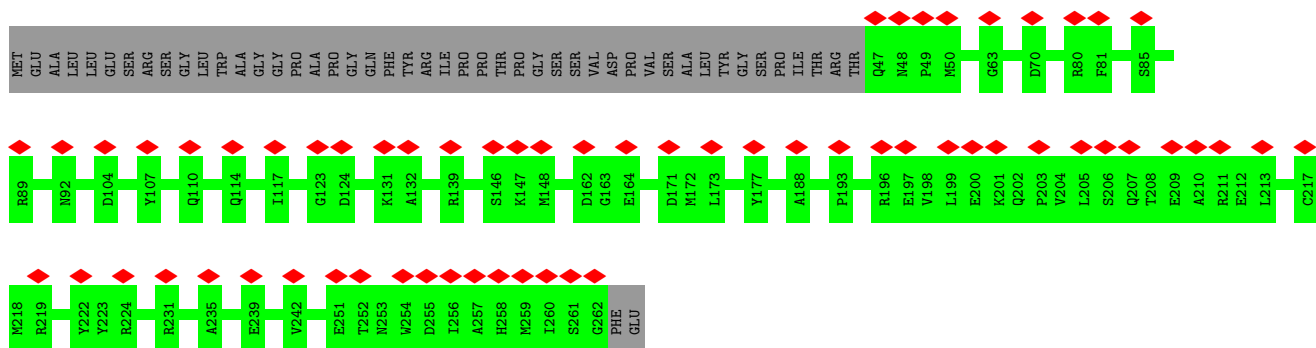 MET GLU ALA LEU LEU GLU SER ARG SER GLY LEU TRP ALA GLY GLY PRO ALA PRO GLY GLN PHE TYR ARG ILE PRO PRO THR PRO GLY SER SER VAL ASP PRO VAL SER ALA LEU TYR GLY SER PRO ILE THR ARG THR Q47 N48 P49 M50 G63 D70 R80 F81 S85
R89 N92 D104 Y107 Q110 Q114 I117 G123 D124 K131 A132 R139 S146 K147 M148 D162 G163 E164 D171 M172 L173 Y177 A188 P193 R196 E197 V198 L199 E200 K201 Q202 P203 V204 L205 S206 Q207 T208 E209 A210 R211 E212 L213 C217
M218 R219 Y222 Y223 R224 R231 A235 E239 V242 E251 T252 N253 W254 D255 I256 A257 H258 M259 I260 S261 G262 PHE GLU